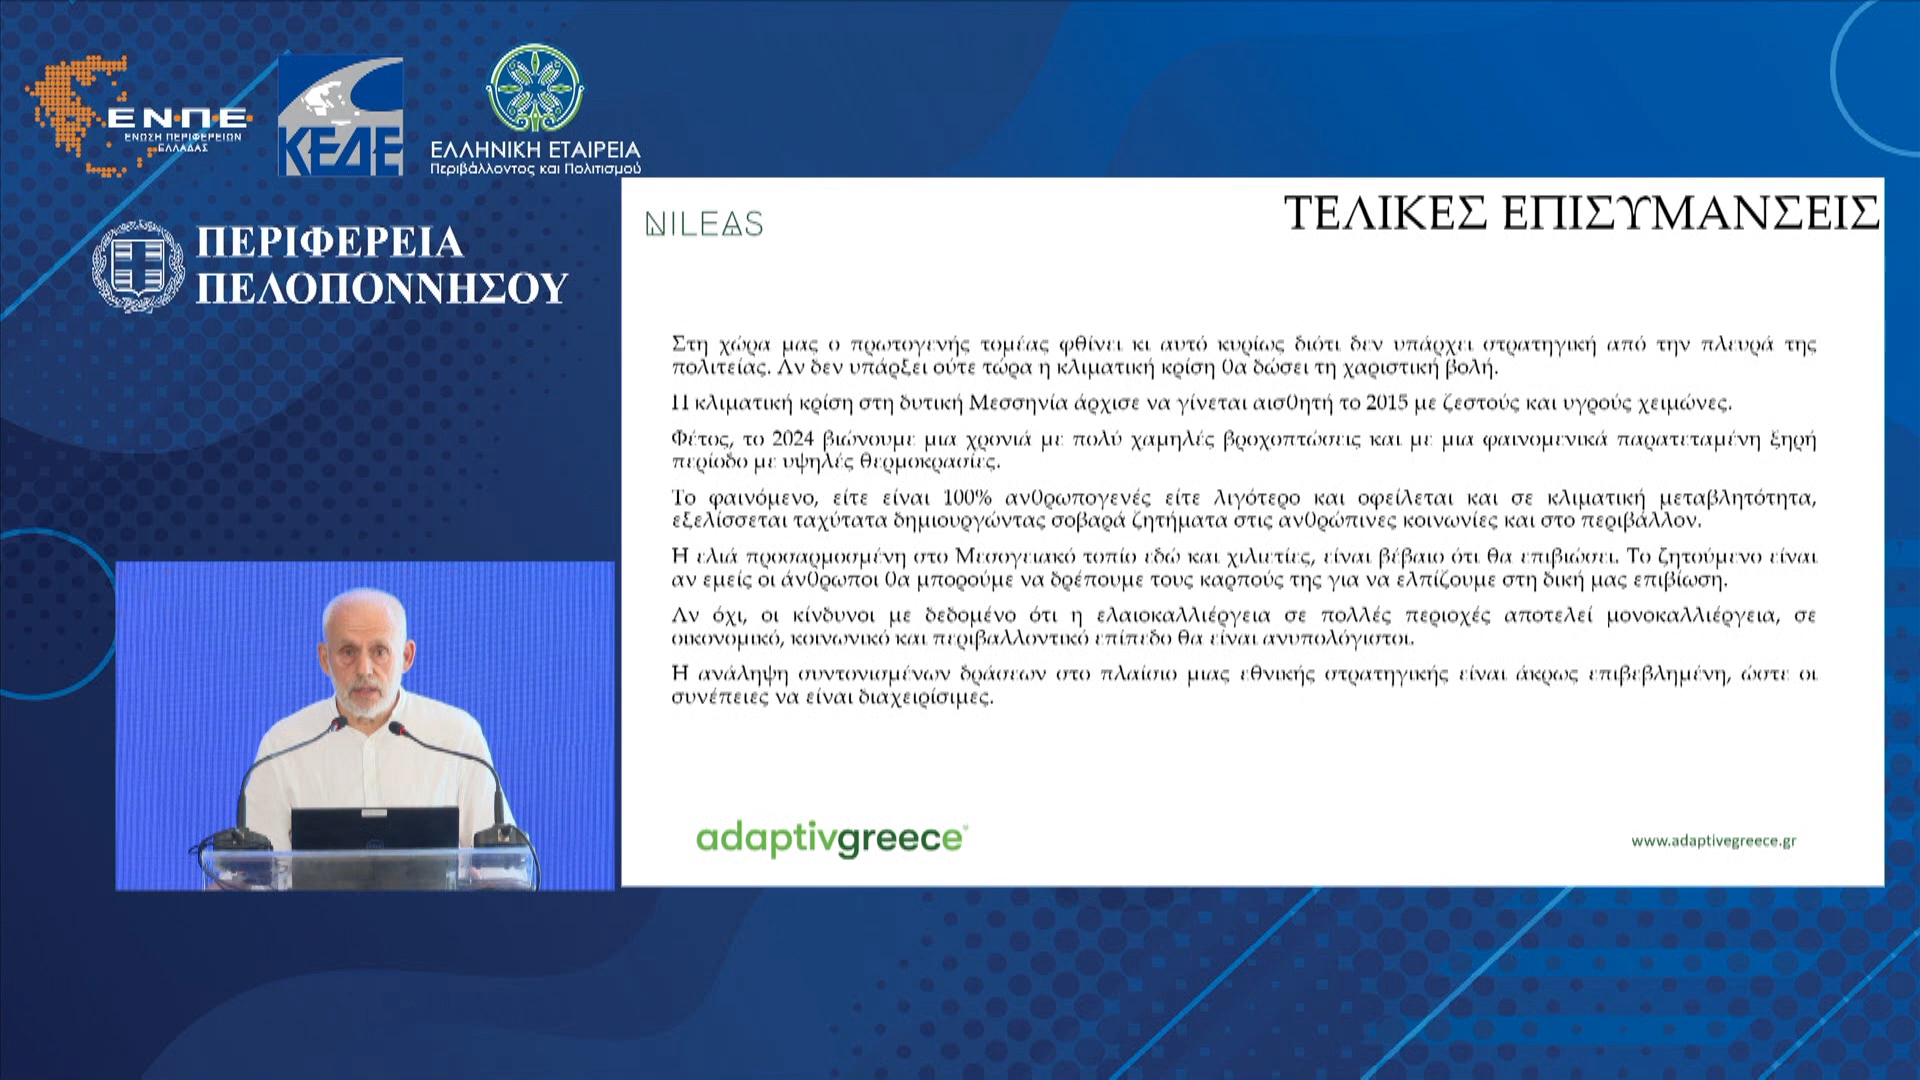 ΕΝΠΕ
ΕΝΩΣΗ ΠΕΡΙΦΕΡΕΙΩΝ
ΕΛΛΑΔΑΣ
ΚΕΔΕ
ΕΛΛΗΝΙΚΗ ΕΤΑΙΡΕΙΑ
Περιβάλλοντος και Πολιτισμού
ΠΕΡΙΦΕΡΕΙΑ
ΠΕΛΟΠΟΝΝΗΣΟΥ
NILEAS
ΤΕΛΙΚΕΣ ΕΠΙΣΥΜΑΝΣΕΙΣ
Στη χώρα μας ο πρωτογενής τομέας φθίνει κι αυτό κυρίως διότι δεν υπάρχει στρατηγική από την πλευρά της
πολιτείας. Αν δεν υπάρξει ούτε τώρα η κλιματική κρίση θα δώσει τη χαριστική βολή.
Η κλιματική κρίση στη δυτική Μεσσηνία άρχισε να γίνεται αισθητή το 2015 με ζεστούς και υγρούς χειμώνες.
Φέτος, το 2024 βιώνουμε μια χρονιά με πολύ χαμηλές βροχοπτώσεις και με μια φαινομενικά παρατεταμένη ξηρή
περίοδο με υψηλές θερμοκρασίες.
Το φαινόμενο, είτε είναι 100% ανθρωπογενές είτε λιγότερο και οφείλεται και σε κλιματική μεταβλητότητα,
εξελίσσεται ταχύτατα δημιουργώντας σοβαρά ζητήματα στις ανθρώπινες κοινωνίες και στο περιβάλλον.
Η ελιά προσαρμοσμένη στο Μεσογειακό τοπίο εδώ και χιλιετίες, είναι βέβαιο ότι θα επιβιώσει. Το ζητούμενο είναι
αν εμείς οι άνθρωποι θα μπορούμε να δρέπουμε τους καρπούς της για να ελπίζουμε στη δική μας επιβίωση.
Αν όχι, οι κίνδυνοι με δεδομένο ότι η ελαιοκαλλιέργεια σε πολλές περιοχές αποτελεί μονοκαλλιέργεια, σε
οικονομικό, κοινωνικό και περιβαλλοντικό επίπεδο θα είναι ανυπολόγιστοι.
Η ανάληψη συντονισμένων δράσεων στο πλαίσιο μιας εθνικής στρατηγικής είναι άκρως επιβεβλημένη, ώστε οι
συνέπειες να είναι διαχειρίσιμες.
adaptivgreece
www.adaptivegreece.gr